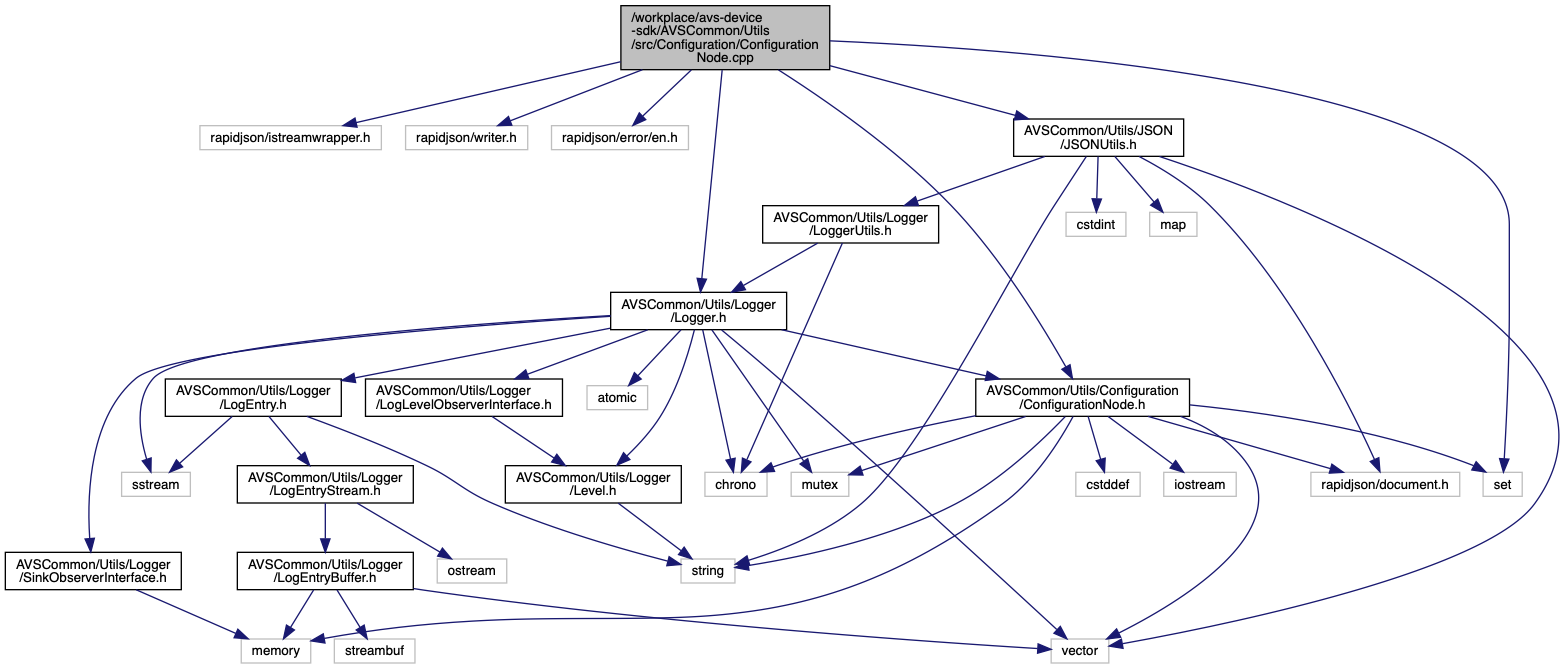 /workplace/avs-device
-sdk/AVSCommon/Utils
/src/Configuration/Configuration
Node.cpp
rapidjson/istreamwrapper.h
rapidjson/writer.h
rapidjson/error/en.h
AVSCommon/Utils/JSON
/JSONUtils.h
AVSCommon/Utils/Logger
/LoggerUtils.h
cstdint
map
AVSCommon/Utils/Logger
/Logger.h
AVSCommon/Utils/Logger
/LogEntry.h
AVSCommon/Utils/Logger
/LogLevelObserverInterface.h
atomic
AVSCommon/Utils/Configuration
/ConfigurationNode.h
sstream
AVSCommon/Utils/Logger
/LogEntryStream.h
AVSCommon/Utils/Logger
/Level.h
chrono
mutex
cstddef
iostream
rapidjson/document.h
set
AVSCommon/Utils/Logger
/SinkObserverInterface.h
AVSCommon/Utils/Logger
/LogEntryBuffer.h
ostream
string
memory
streambuf
vector